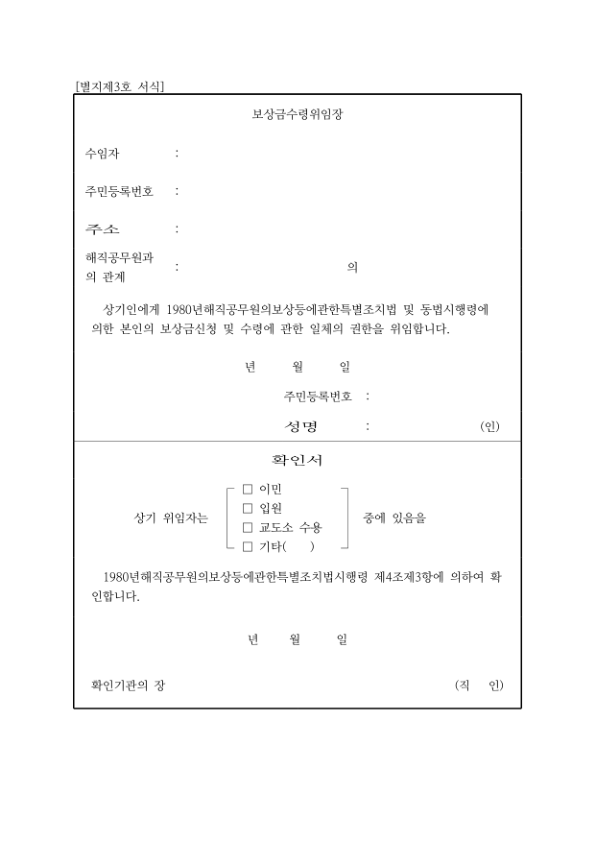 [별지제3호 서식]
보상금수령위임장
수임자 :
주민등록번호 :
주소 :
해직공무원과
의 관계 : 의
상기인에게 1980년해직공무원의보상등에관한특별조치법 및 동법시행령에
의한 본인의 보상금신청 및 수령에 관한 일체의 권한을 위임합니다.
년 월 일
주민등록번호 :
성명 : (인)
확인서
□ 이민
□ 입원
상기 위임자는 중에 있음을
□ 교도소 수용
□ 기타( )
1980년해직공무원의보상등에관한특별조치법시행령 제4조제3항에 의하여 확
인합니다.
년 월 일
확인기관의 장 (직 인)